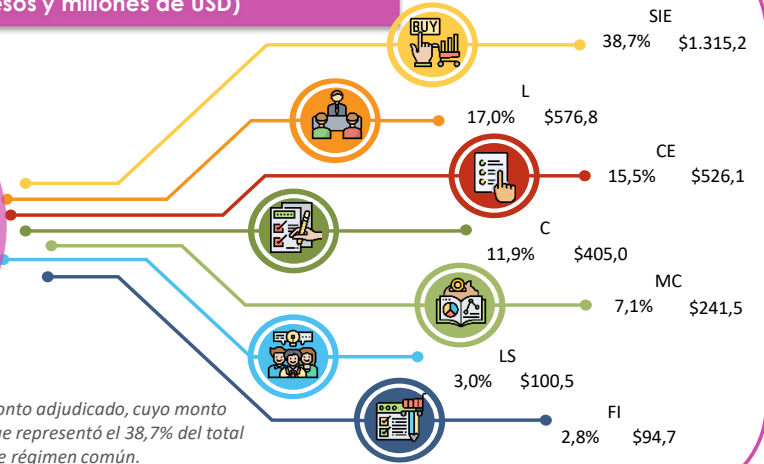 esos y millones de USD)
BUY
SIE
38,7% $1.315,2
L
17,0% $576,8
CE
15,5% $526,1
C
11,9% $405,0
MC
7,1% $241,5
LS
3,0% $100,5
FI
2,8% $94,7
onto adjudicado, cuyo monto
ue representó el 38,7% del total
e régimen común.